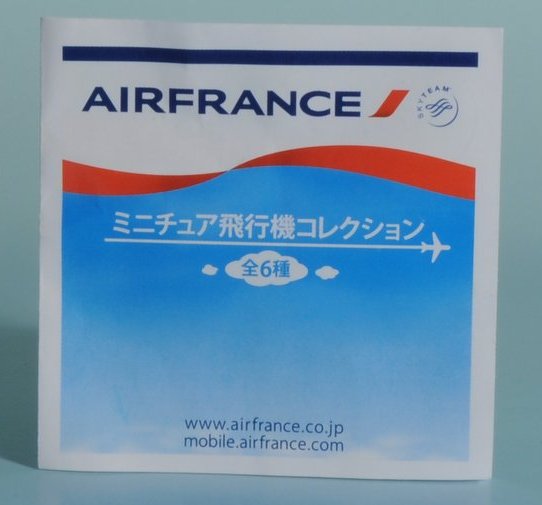 AIRFRANCE
SKYTEAM
ミニチュア飛行機コレクション
全6種
www.airfrance.co.jp
mobile.airfrance.com